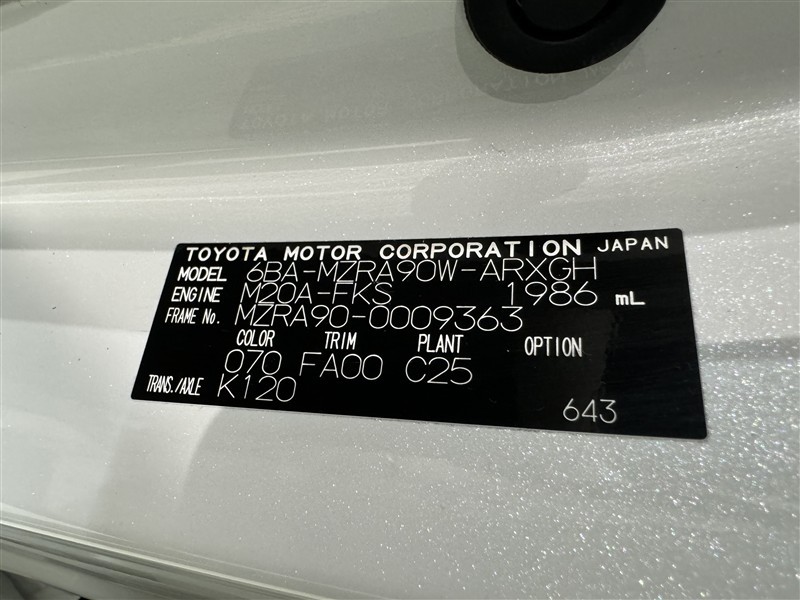 TOYOTA MOTOR CORPORATION JAPAN
MODEL 6BA-MZRA90W-ARXGH
ENGINE M20A-FKS 1986 mL
FRAME No. MZRA90-0009363
COLOR TRIM PLANT OPTION
070 FA00 C25
TRANS./AXLE K120
643